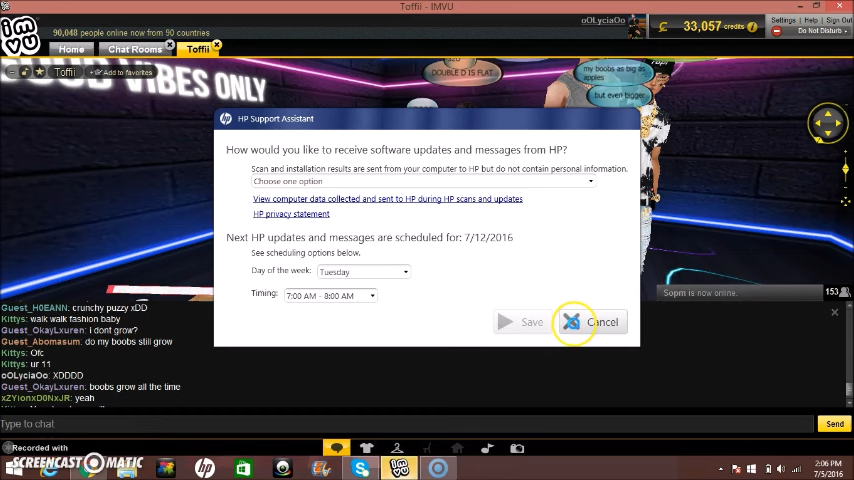 Toffii - IMVU
imvu
90,048 people online now from 90 countries
oOLyciaOo
33,057 credits
Settings | Help | Sign Out
Do Not Disturb
Home
Chat Rooms
Toffii
Toffii
+ Add to favorites
GOOD VIBES ONLY
DOUBLE D IS FLAT
my boobs as big as
apples
but even bigger
hp
HP Support Assistant
How would you like to receive software updates and messages from HP?
Scan and installation results are sent from your computer to HP but do not contain personal information.
Choose one option
View computer data collected and sent to HP during HP scans and updates
HP privacy statement
Next HP updates and messages are scheduled for: 7/12/2016
See scheduling options below.
Day of the week:
Tuesday
Timing:
7:00 AM - 8:00 AM
Save
Cancel
Soprn is now online.
153
Guest_H0EANN: crunchy puzzy xDD
Kittys: walk walk fashion baby
Guest_OkayLxuren: i dont grow?
Guest_Abomasum: do my boobs still grow
Kittys: Ofc
Kittys: ur 11
oOLyciaOo: XDDDD
Guest_OkayLxuren: boobs grow all the time
xZYionxD0NxJR: yeah
Type to chat
Send
Recorded with
SCREENCAST-O-MATIC
hp
imvu
2:06 PM
7/5/2016